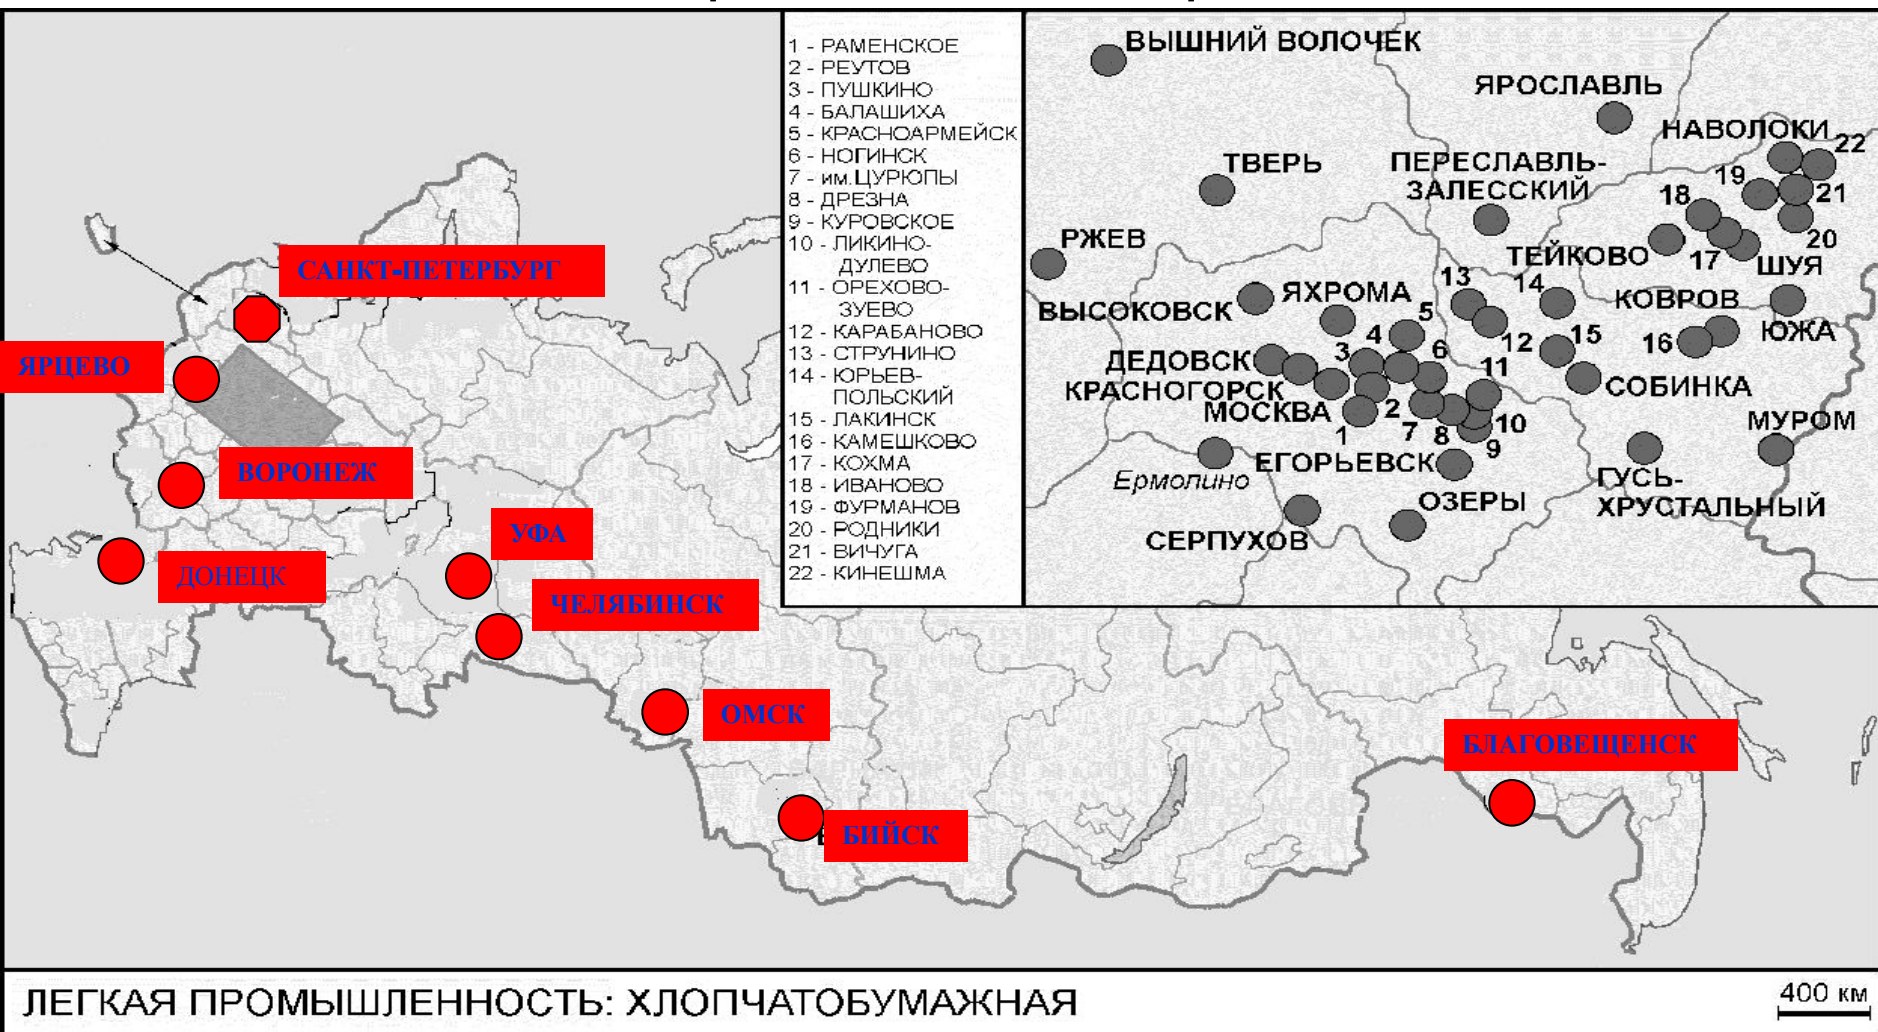 1 - РАМЕНСКОЕ
2 - РЕУТОВ
3 - ПУШКИНО
4 - БАЛАШИХА
5 - КРАСНОАРМЕЙСК
6 - НОГИНСК
7 - им.ЦУРЮПЫ
8 - ДРЕЗНА
9 - КУРОВСКОЕ
10 - ЛИКИНО-
ДУЛЕВО
11 - ОРЕХОВО-
ЗУЕВО
12 - КАРАБАНОВО
13 - СТРУНИНО
14 - ЮРЬЕВ-
ПОЛЬСКИЙ
15 - ЛАКИНСК
16 - КАМЕШКОВО
17 - КОХМА
18 - ИВАНОВО
19 - ФУРМАНОВ
20 - РОДНИКИ
21 - ВИЧУГА
22 - КИНЕШМА
ВЫШНИЙ ВОЛОЧЕК
ЯРОСЛАВЛЬ
НАВОЛОКИ
22
ТВЕРЬ
ПЕРЕСЛАВЛЬ-
ЗАЛЕССКИЙ
19
18
21
РЖЕВ
ТЕЙКОВО
17
20
ШУЯ
ВЫСОКОВСК
ЯХРОМА
13
14
КОВРОВ
5
4
12
15
16
ЮЖА
ДЕДОВСК
3
6
КРАСНОГОРСК
11
СОБИНКА
МОСКВА
2
1
7
8
10
9
МУРОМ
Ермолино
ЕГОРЬЕВСК
ГУСЬ-
ХРУСТАЛЬНЫЙ
ОЗЕРЫ
СЕРПУХОВ
САНКТ-ПЕТЕРБУРГ
ЯРЦЕВО
ВОРОНЕЖ
УФА
ДОНЕЦК
ЧЕЛЯБИНСК
ОМСК
БЛАГОВЕЩЕНСК
БИЙСК
ЛЕГКАЯ ПРОМЫШЛЕННОСТЬ: ХЛОПЧАТОБУМАЖНАЯ
400 км